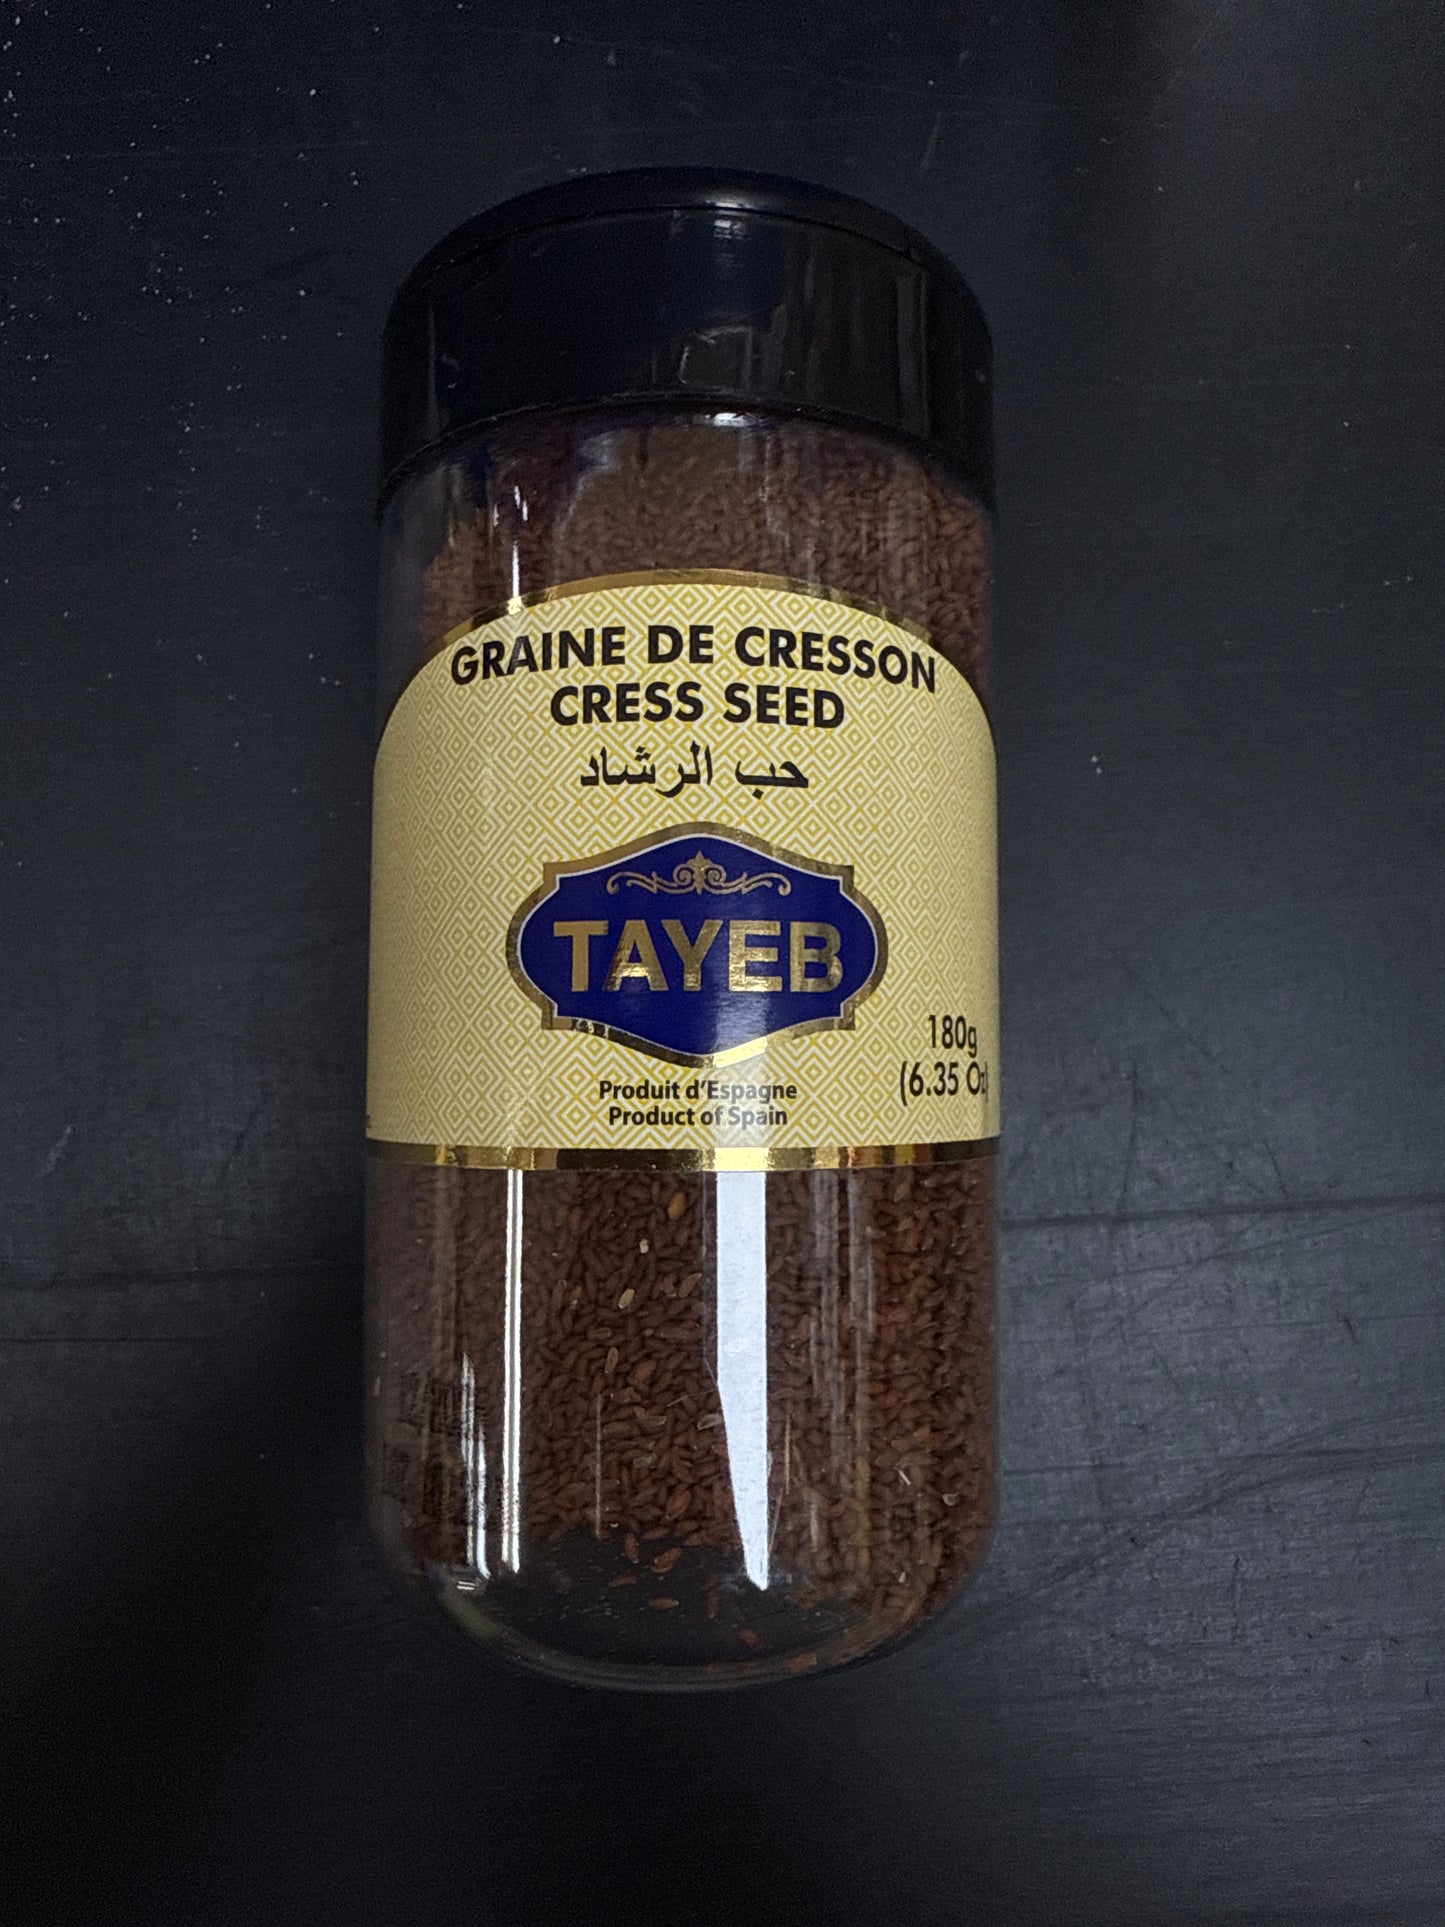 GRAINE DE CRESSON
CRESS SEED
حب الرشاد
TAYEB
180g
(6.35 Oz)
Produit d'Espagne
Product of Spain